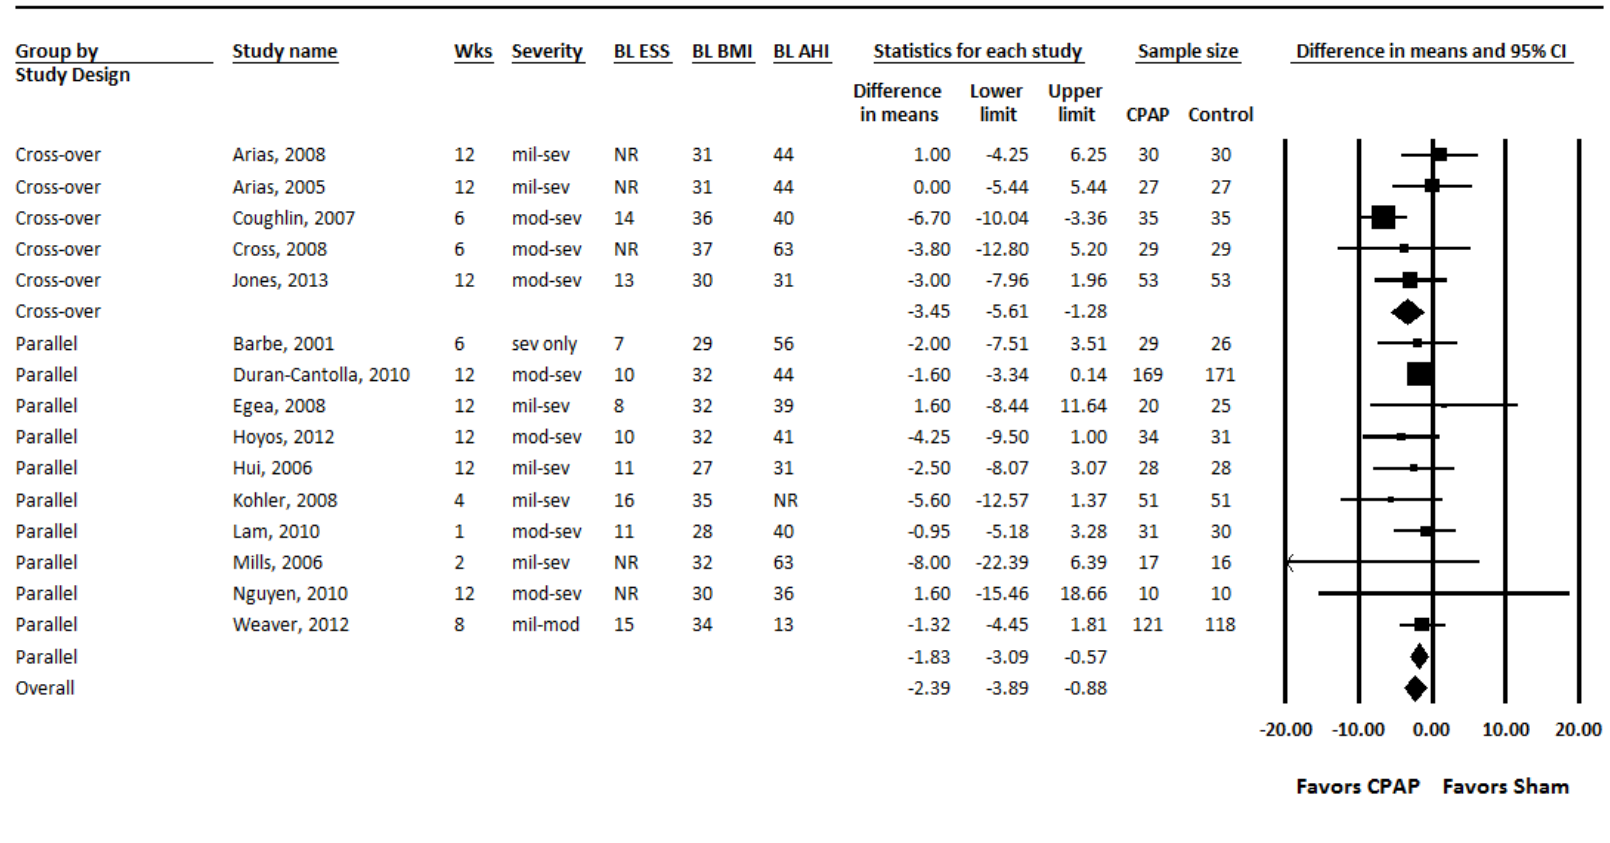 Group by Study name Wks Severity BL ESS BL BMI BL AHI Statistics for each study Sample size Difference in means and 95% CI
Study Design
Difference Lower Upper
in means limit limit CPAP Control
Cross-over Arias, 2008 12 mil-sev NR 31 44 1.00 -4.25 6.25 30 30
Cross-over Arias, 2005 12 mil-sev NR 31 44 0.00 -5.44 5.44 27 27
Cross-over Coughlin, 2007 6 mod-sev 14 36 40 -6.70 -10.04 -3.36 35 35
Cross-over Cross, 2008 6 mod-sev NR 37 63 -3.80 -12.80 5.20 29 29
Cross-over Jones, 2013 12 mod-sev 13 30 31 -3.00 -7.96 1.96 53 53
Cross-over -3.45 -5.61 -1.28
Parallel Barbe, 2001 6 sev only 7 29 56 -2.00 -7.51 3.51 29 26
Parallel Duran-Cantolla, 2010 12 mod-sev 10 32 44 -1.60 -3.34 0.14 169 171
Parallel Egea, 2008 12 mil-sev 8 32 39 1.60 -8.44 11.64 20 25
Parallel Hoyos, 2012 12 mod-sev 10 32 41 -4.25 -9.50 1.00 34 31
Parallel Hui, 2006 12 mil-sev 11 27 31 -2.50 -8.07 3.07 28 28
Parallel Kohler, 2008 4 mil-sev 16 35 NR -5.60 -12.57 1.37 51 51
Parallel Lam, 2010 1 mod-sev 11 28 40 -0.95 -5.18 3.28 31 30
Parallel Mills, 2006 2 mil-sev NR 32 63 -8.00 -22.39 6.39 17 16
Parallel Nguyen, 2010 12 mod-sev NR 30 36 1.60 -15.46 18.66 10 10
Parallel Weaver, 2012 8 mil-mod 15 34 13 -1.32 -4.45 1.81 121 118
Parallel -1.83 -3.09 -0.57
Overall -2.39 -3.89 -0.88
-20.00 -10.00 0.00 10.00 20.00
Favors CPAP Favors Sham